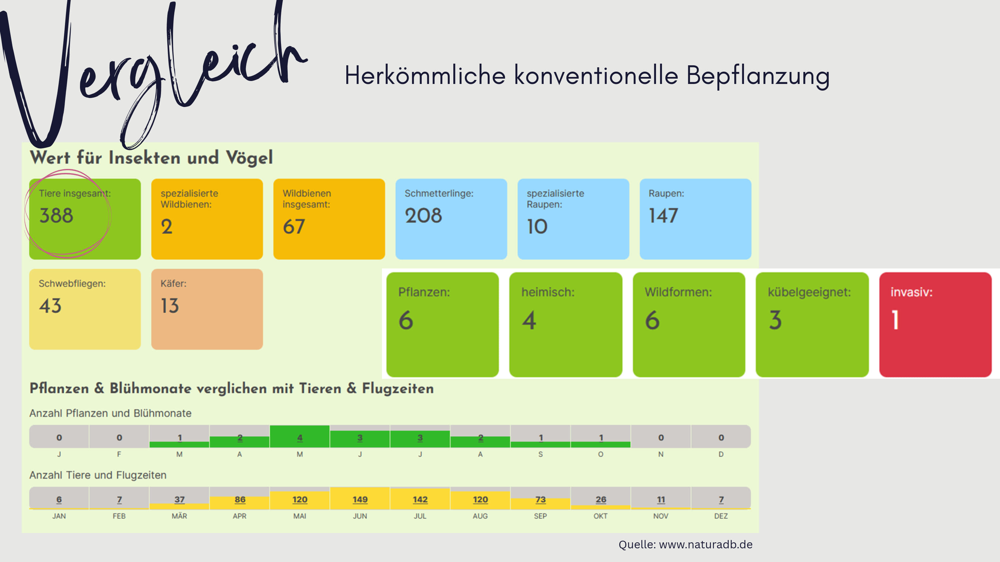 Vergleich
Herkömmliche konventionelle Bepflanzung
Wert für Insekten und Vögel
Tiere insgesamt:
388
spezialisierte
Wildbienen:
2
Wildbienen
insgesamt:
67
Schmetterlinge:
208
spezialisierte
Raupen:
10
Raupen:
147
Schwebfliegen:
43
Käfer:
13
Pflanzen:
6
heimisch:
4
Wildformen:
6
kübelgeeignet:
3
invasiv:
1
Pflanzen & Blühmonate verglichen mit Tieren & Flugzeiten
Anzahl Pflanzen und Blühmonate
0 0 1 2 4 3 3 2 1 1 0 0
J F M A M J J A S O N D
Anzahl Tiere und Flugzeiten
6 7 37 86 120 149 142 120 73 26 11 7
JAN FEB MÄR APR MAI JUN JUL AUG SEP OKT NOV DEZ
Quelle: www.naturadb.de